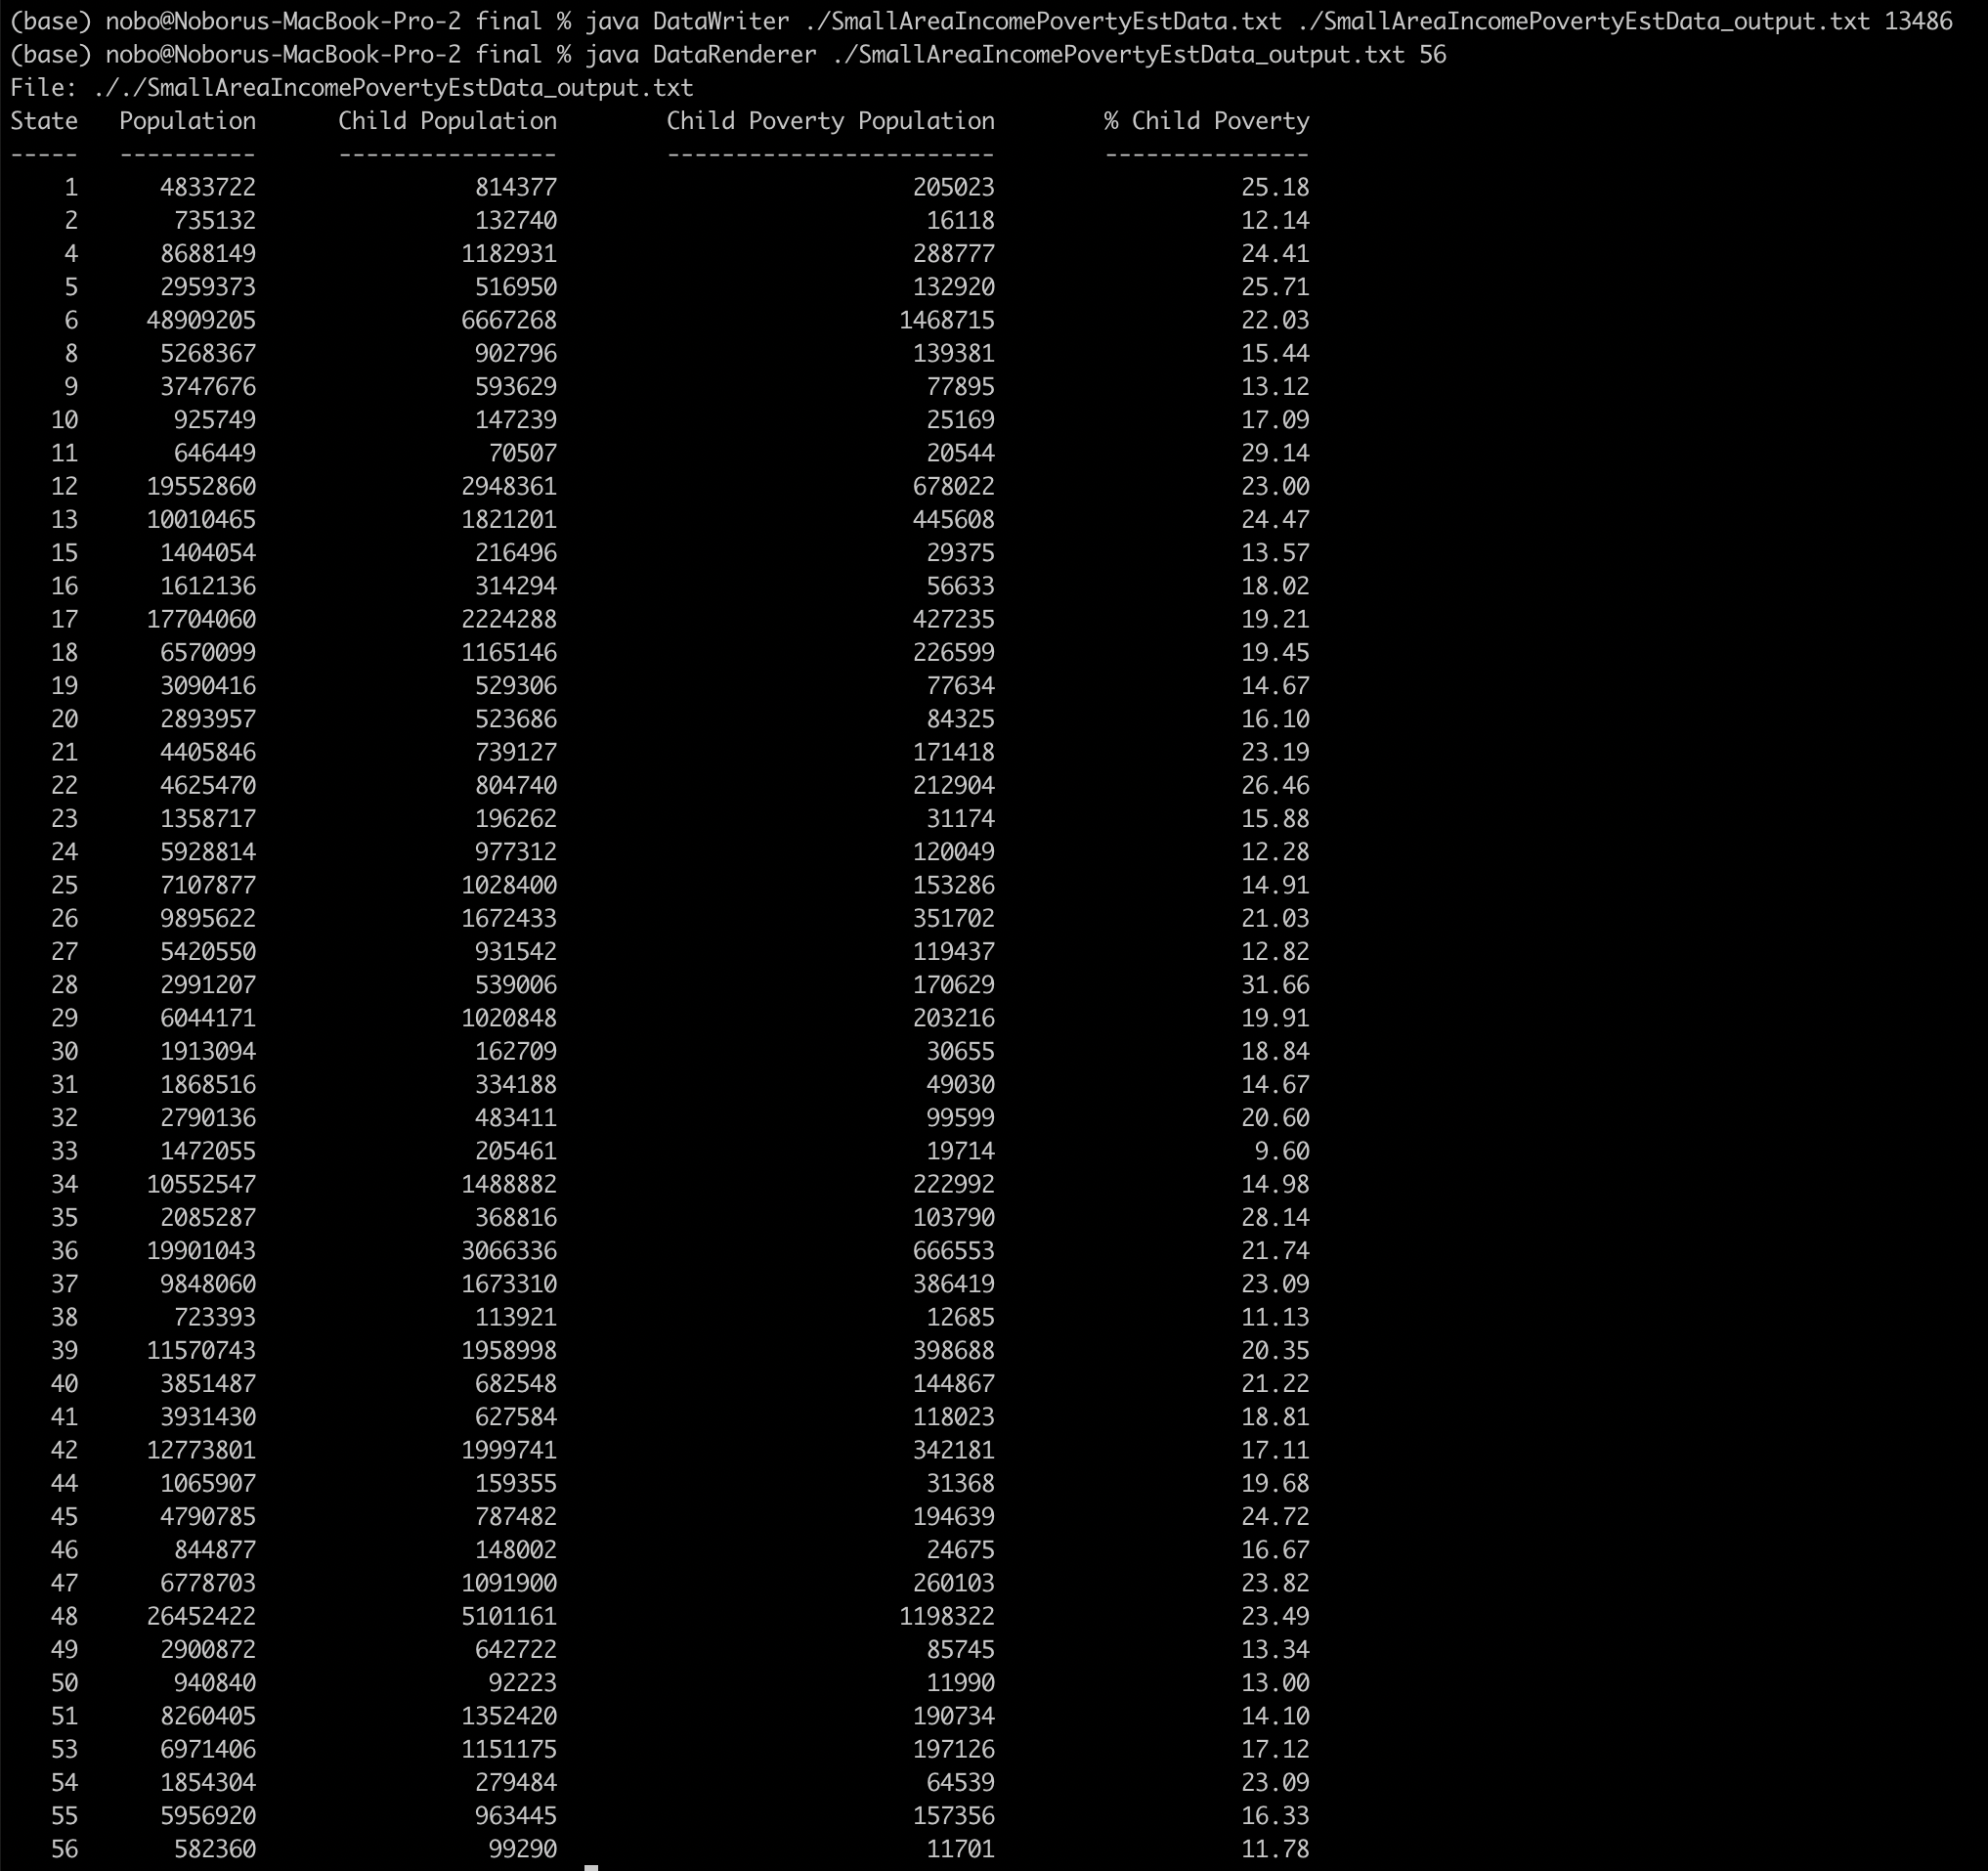 (base) nobo@Noborus-MacBook-Pro-2 final % java DataWriter ./SmallAreaIncomePovertyEstData.txt ./SmallAreaIncomePovertyEstData_output.txt 13486
(base) nobo@Noborus-MacBook-Pro-2 final % java DataRenderer ./SmallAreaIncomePovertyEstData_output.txt 56
File: ././SmallAreaIncomePovertyEstData_output.txt
State Population Child Population Child Poverty Population % Child Poverty
----- ---------- ---------------- ------------------------ ---------------
1 4833722 814377 205023 25.18
2 735132 132740 16118 12.14
4 8688149 1182931 288777 24.41
5 2959373 516950 132920 25.71
6 48909205 6667268 1468715 22.03
8 5268367 902796 139381 15.44
9 3747676 593629 77895 13.12
10 925749 147239 25169 17.09
11 646449 70507 20544 29.14
12 19552860 2948361 678022 23.00
13 10010465 1821201 445608 24.47
15 1404054 216496 29375 13.57
16 1612136 314294 56633 18.02
17 17704060 2224288 427235 19.21
18 6570099 1165146 226599 19.45
19 3090416 529306 77634 14.67
20 2893957 523686 84325 16.10
21 4405846 739127 171418 23.19
22 4625470 804740 212904 26.46
23 1358717 196262 31174 15.88
24 5928814 977312 120049 12.28
25 7107877 1028400 153286 14.91
26 9895622 1672433 351702 21.03
27 5420550 931542 119437 12.82
28 2991207 539006 170629 31.66
29 6044171 1020848 203216 19.91
30 1913094 162709 30655 18.84
31 1868516 334188 49030 14.67
32 2790136 483411 99599 20.60
33 1472055 205461 19714 9.60
34 10552547 1488882 222992 14.98
35 2085287 368816 103790 28.14
36 19901043 3066336 666553 21.74
37 9848060 1673310 386419 23.09
38 723393 113921 12685 11.13
39 11570743 1958998 398688 20.35
40 3851487 682548 144867 21.22
41 3931430 627584 118023 18.81
42 12773801 1999741 342181 17.11
44 1065907 159355 31368 19.68
45 4790785 787482 194639 24.72
46 844877 148002 24675 16.67
47 6778703 1091900 260103 23.82
48 26452422 5101161 1198322 23.49
49 2900872 642722 85745 13.34
50 940840 92223 11990 13.00
51 8260405 1352420 190734 14.10
53 6971406 1151175 197126 17.12
54 1854304 279484 64539 23.09
55 5956920 963445 157356 16.33
56 582360 99290 11701 11.78